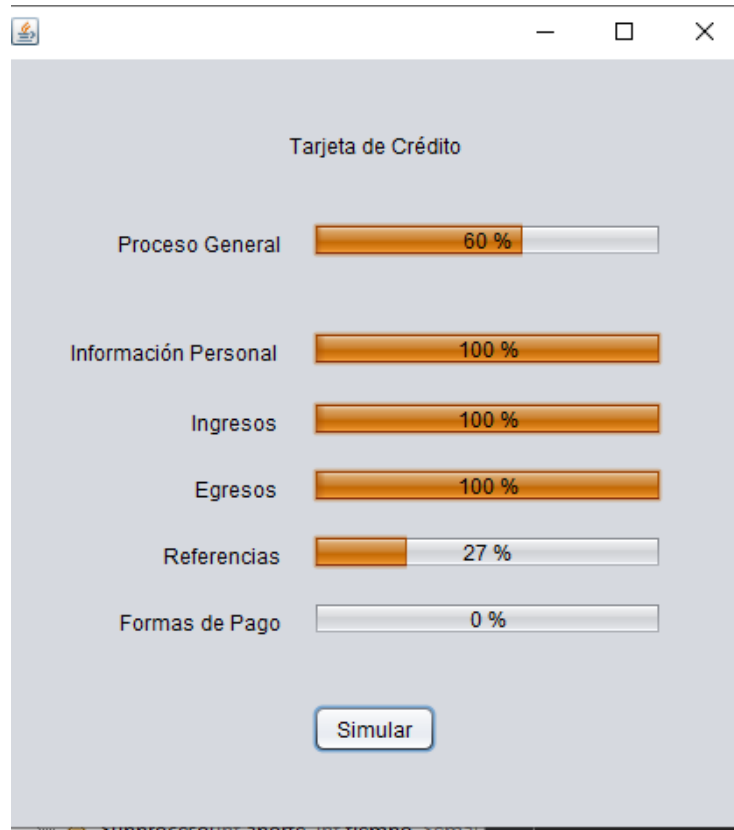 Tarjeta de Crédito
Proceso General 60 %
Información Personal 100 %
Ingresos 100 %
Egresos 100 %
Referencias 27 %
Formas de Pago 0 %
Simular